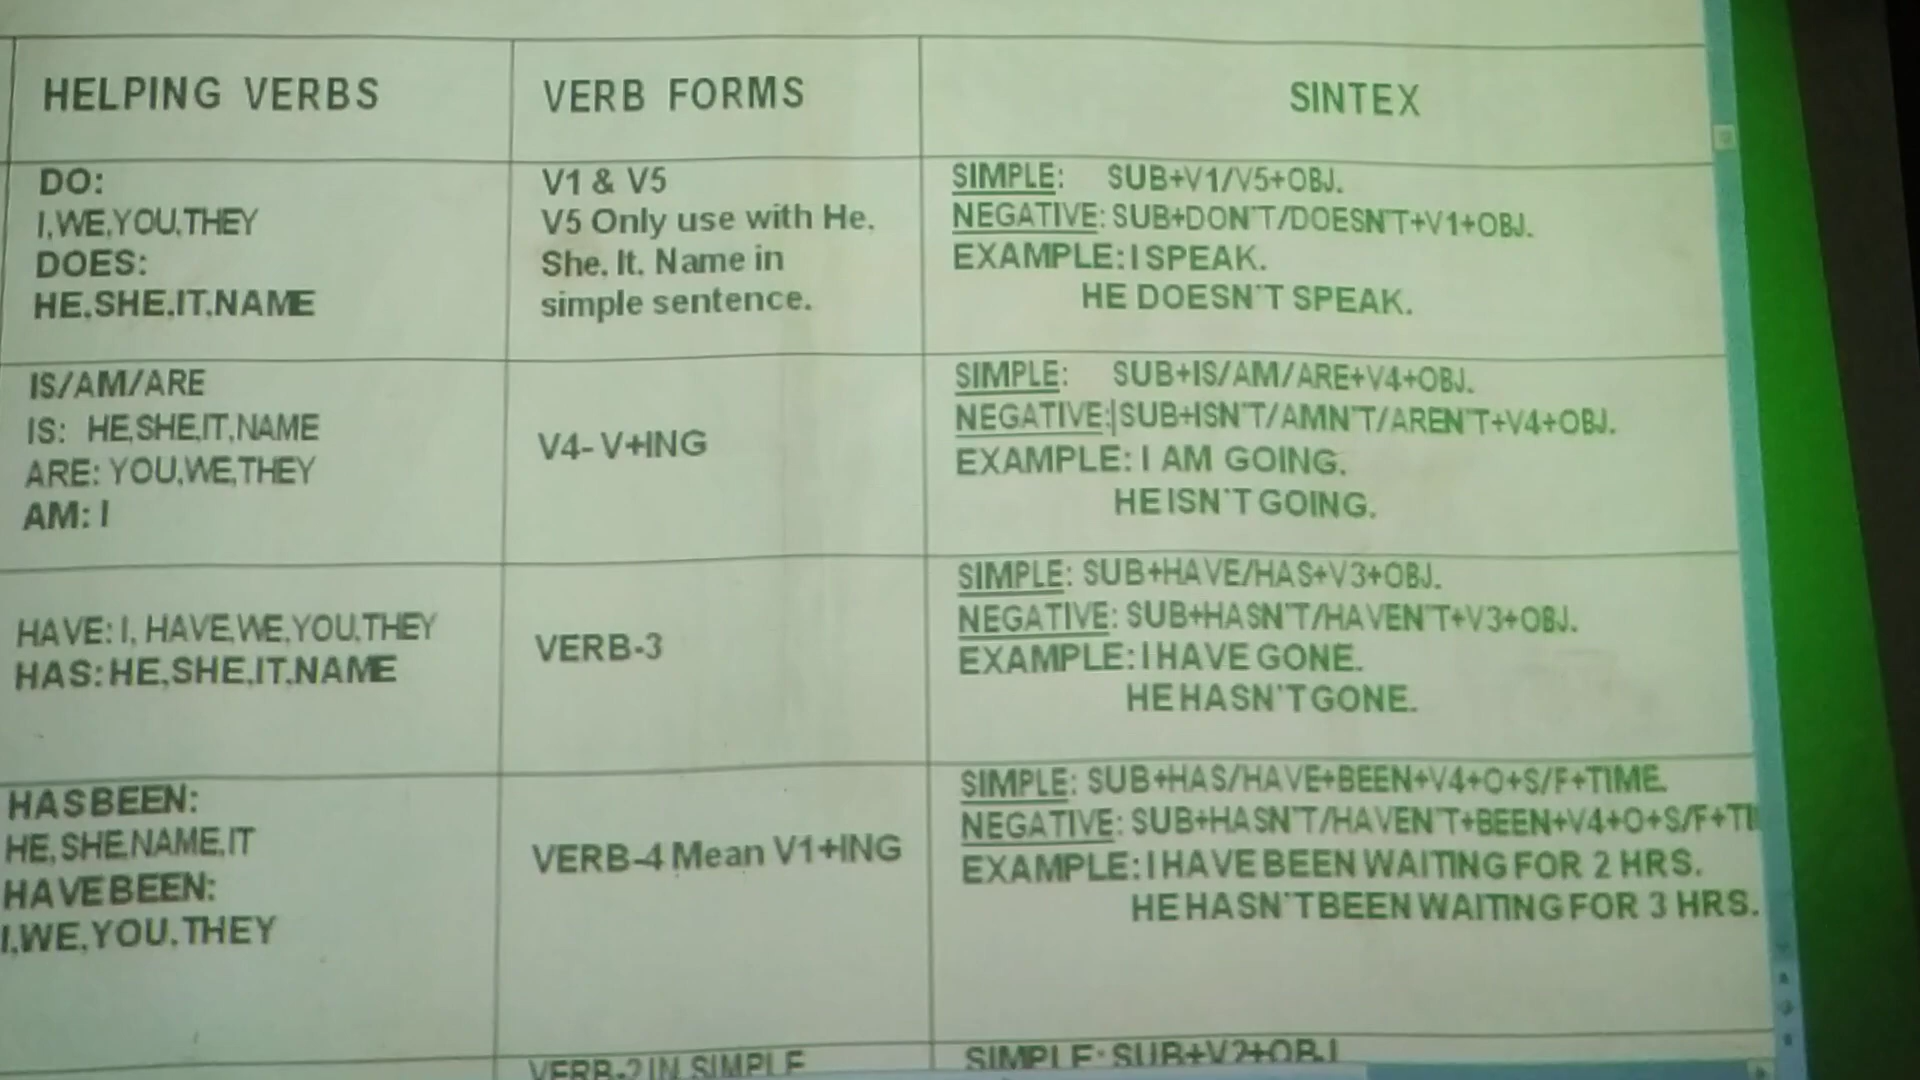 HELPING VERBS
VERB FORMS
SINTEX
DO:
I,WE,YOU,THEY
DOES:
HE,SHE,IT,NAME
V1 & V5
V5 Only use with He,
She, It, Name in
simple sentence.
SIMPLE: SUB+V1/V5+OBJ.
NEGATIVE: SUB+DON'T/DOESN'T+V1+OBJ.
EXAMPLE: I SPEAK.
HE DOESN'T SPEAK.
IS/AM/ARE
IS: HE,SHE,IT,NAME
ARE: YOU,WE,THEY
AM: I
V4- V+ING
SIMPLE: SUB+IS/AM/ARE+V4+OBJ.
NEGATIVE: SUB+ISN'T/AMN'T/AREN'T+V4+OBJ.
EXAMPLE: I AM GOING.
HE ISN'T GOING.
HAVE: I, HAVE,WE,YOU,THEY
HAS: HE,SHE,IT,NAME
VERB-3
SIMPLE: SUB+HAVE/HAS+V3+OBJ.
NEGATIVE: SUB+HASN'T/HAVEN'T+V3+OBJ.
EXAMPLE: I HAVE GONE.
HE HASN'T GONE.
HAS BEEN:
HE, SHE,NAME,IT
HAVE BEEN:
I,WE,YOU,THEY
VERB-4 Mean V1+ING
SIMPLE: SUB+HAS/HAVE+BEEN+V4+O+S/F+TIME.
NEGATIVE: SUB+HASN'T/HAVEN'T+BEEN+V4+O+S/F+TI
EXAMPLE: I HAVE BEEN WAITING FOR 2 HRS.
HE HASN'T BEEN WAITING FOR 3 HRS.
VERB-2 IN SIMPLE
SIMPLE: SUB+V2+OBJ